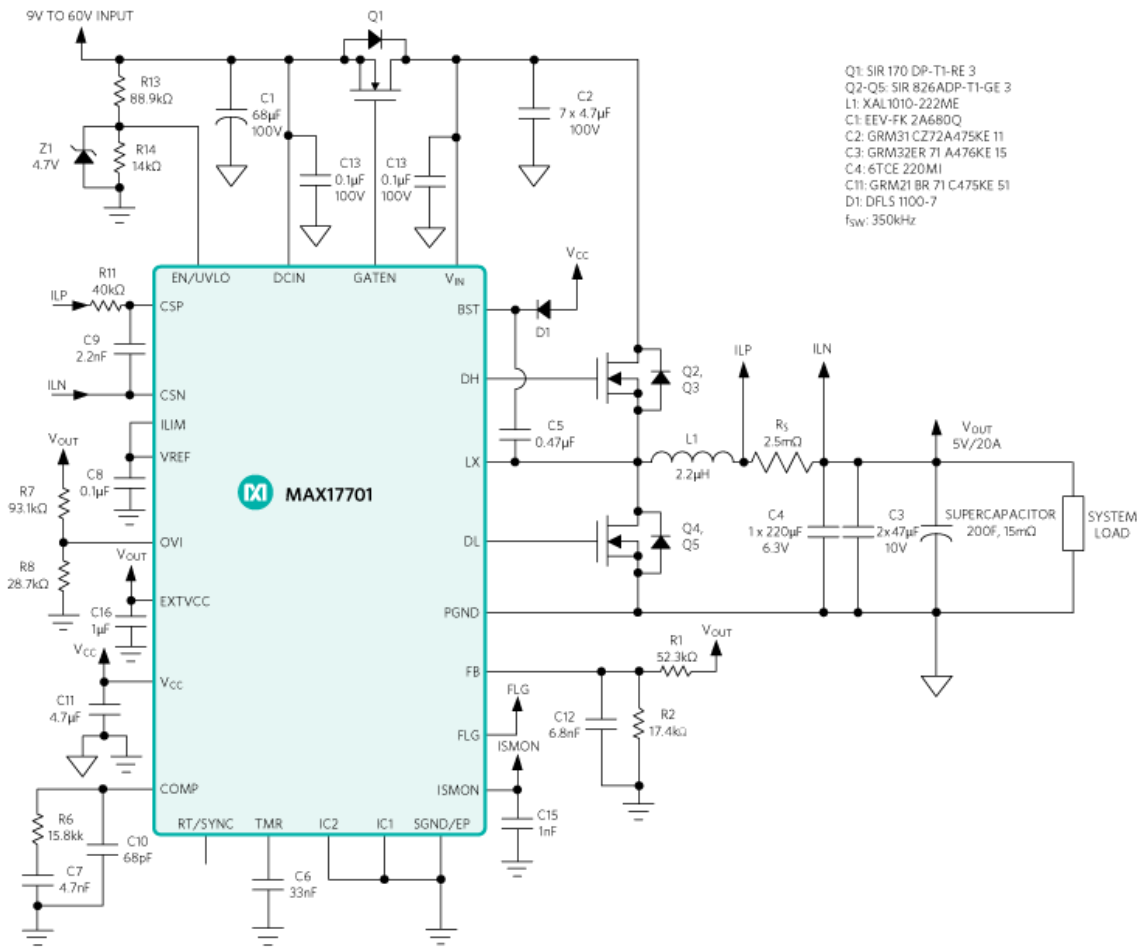 9V TO 60V INPUT
Q1
R13
88.9kΩ
C1
68µF
100V
C2
7 x 4.7µF
100V
Z1
4.7V
R14
14kΩ
C13
0.1µF
100V
C13
0.1µF
100V
Q1: SIR 170 DP-T1-RE 3
Q2-Q5: SIR 826ADP-T1-GE 3
L1: XAL1010-222ME
C1: EEV-FK 2A680Q
C2: GRM31 CZ72A475KE 11
C3: GRM32ER 71 A476KE 15
C4: 6TCE 220MI
C11: GRM21 BR 71 C475KE 51
D1: DFLS 1100-7
fSW: 350kHz
EN/UVLO
DCIN
GATEN
VIN
VCC
R11
40kΩ
ILP
CSP
BST
D1
C9
2.2nF
ILN
CSN
DH
Q2,
Q3
ILP
ILN
ILIM
VOUT
VREF
C8
0.1µF
C5
0.47µF
LX
L1
2.2µH
RS
2.5mΩ
VOUT
5V/20A
R7
93.1kΩ
MAX17701
OVI
R8
28.7kΩ
DL
Q4,
Q5
C4
1 x 220µF
6.3V
C3
2x 47µF
10V
SUPERCAPACITOR
200F, 15mΩ
SYSTEM
LOAD
VOUT
EXTVCC
C16
1µF
PGND
VCC
VCC
C11
4.7µF
FB
R1
52.3kΩ
VOUT
C12
6.8nF
R2
17.4kΩ
FLG
FLG
ISMON
ISMON
C15
1nF
COMP
R6
15.8kk
C10
68pF
C7
4.7nF
RT/SYNC
TMR
IC2
IC1
SGND/EP
C6
33nF